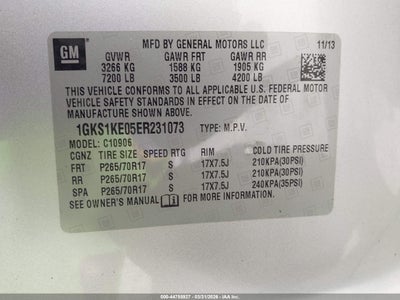 GM
MFD BY GENERAL MOTORS LLC 11/13
GVWR GAWR FRT GAWR RR
3266 KG 1588 KG 1905 KG
7200 LB 3500 LB 4200 LB
THIS VEHICLE CONFORMS TO ALL APPLICABLE U.S. FEDERAL MOTOR
VEHICLE SAFETY AND THEFT PREVENTION STANDARDS IN EFFECT ON THE DATE OF
MANUFACTURE SHOWN ABOVE.
1GKS1KE05ER231073 TYPE: M.P.V.
MODEL: C10906
CGNZ TIRE SIZE SPEED RTG RIM COLD TIRE PRESSURE
FRT P265/70R17 S 17X7.5J 210KPA(30PSI)
RR P265/70R17 S 17X7.5J 210KPA(30PSI)
SPA P265/70R17 S 17X7.5J 240KPA(35PSI)
SEE OWNER'S MANUAL FOR MORE INFORMATION.